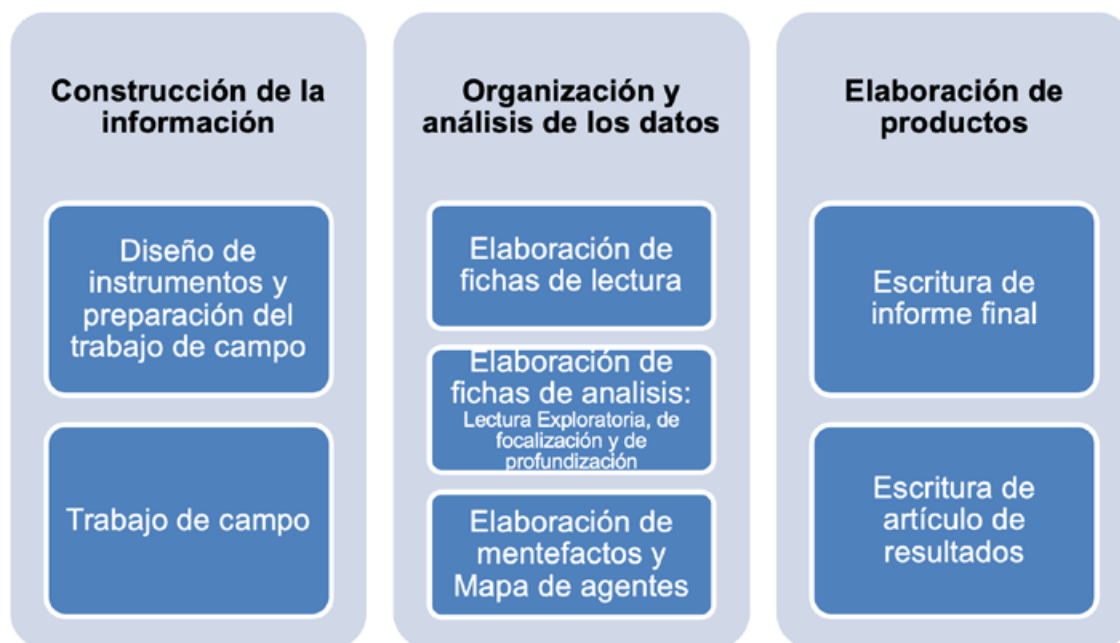 Construcción de la
información
Diseño de
instrumentos y
preparación del
trabajo de campo
Trabajo de campo
Organización y
análisis de los datos
Elaboración de
fichas de lectura
Elaboración de
fichas de analisis:
Lectura Exploratoria, de
focalización y de
profundización
Elaboración de
mentefactos y
Mapa de agentes
Elaboración de
productos
Escritura de
informe final
Escritura de
artículo de
resultados